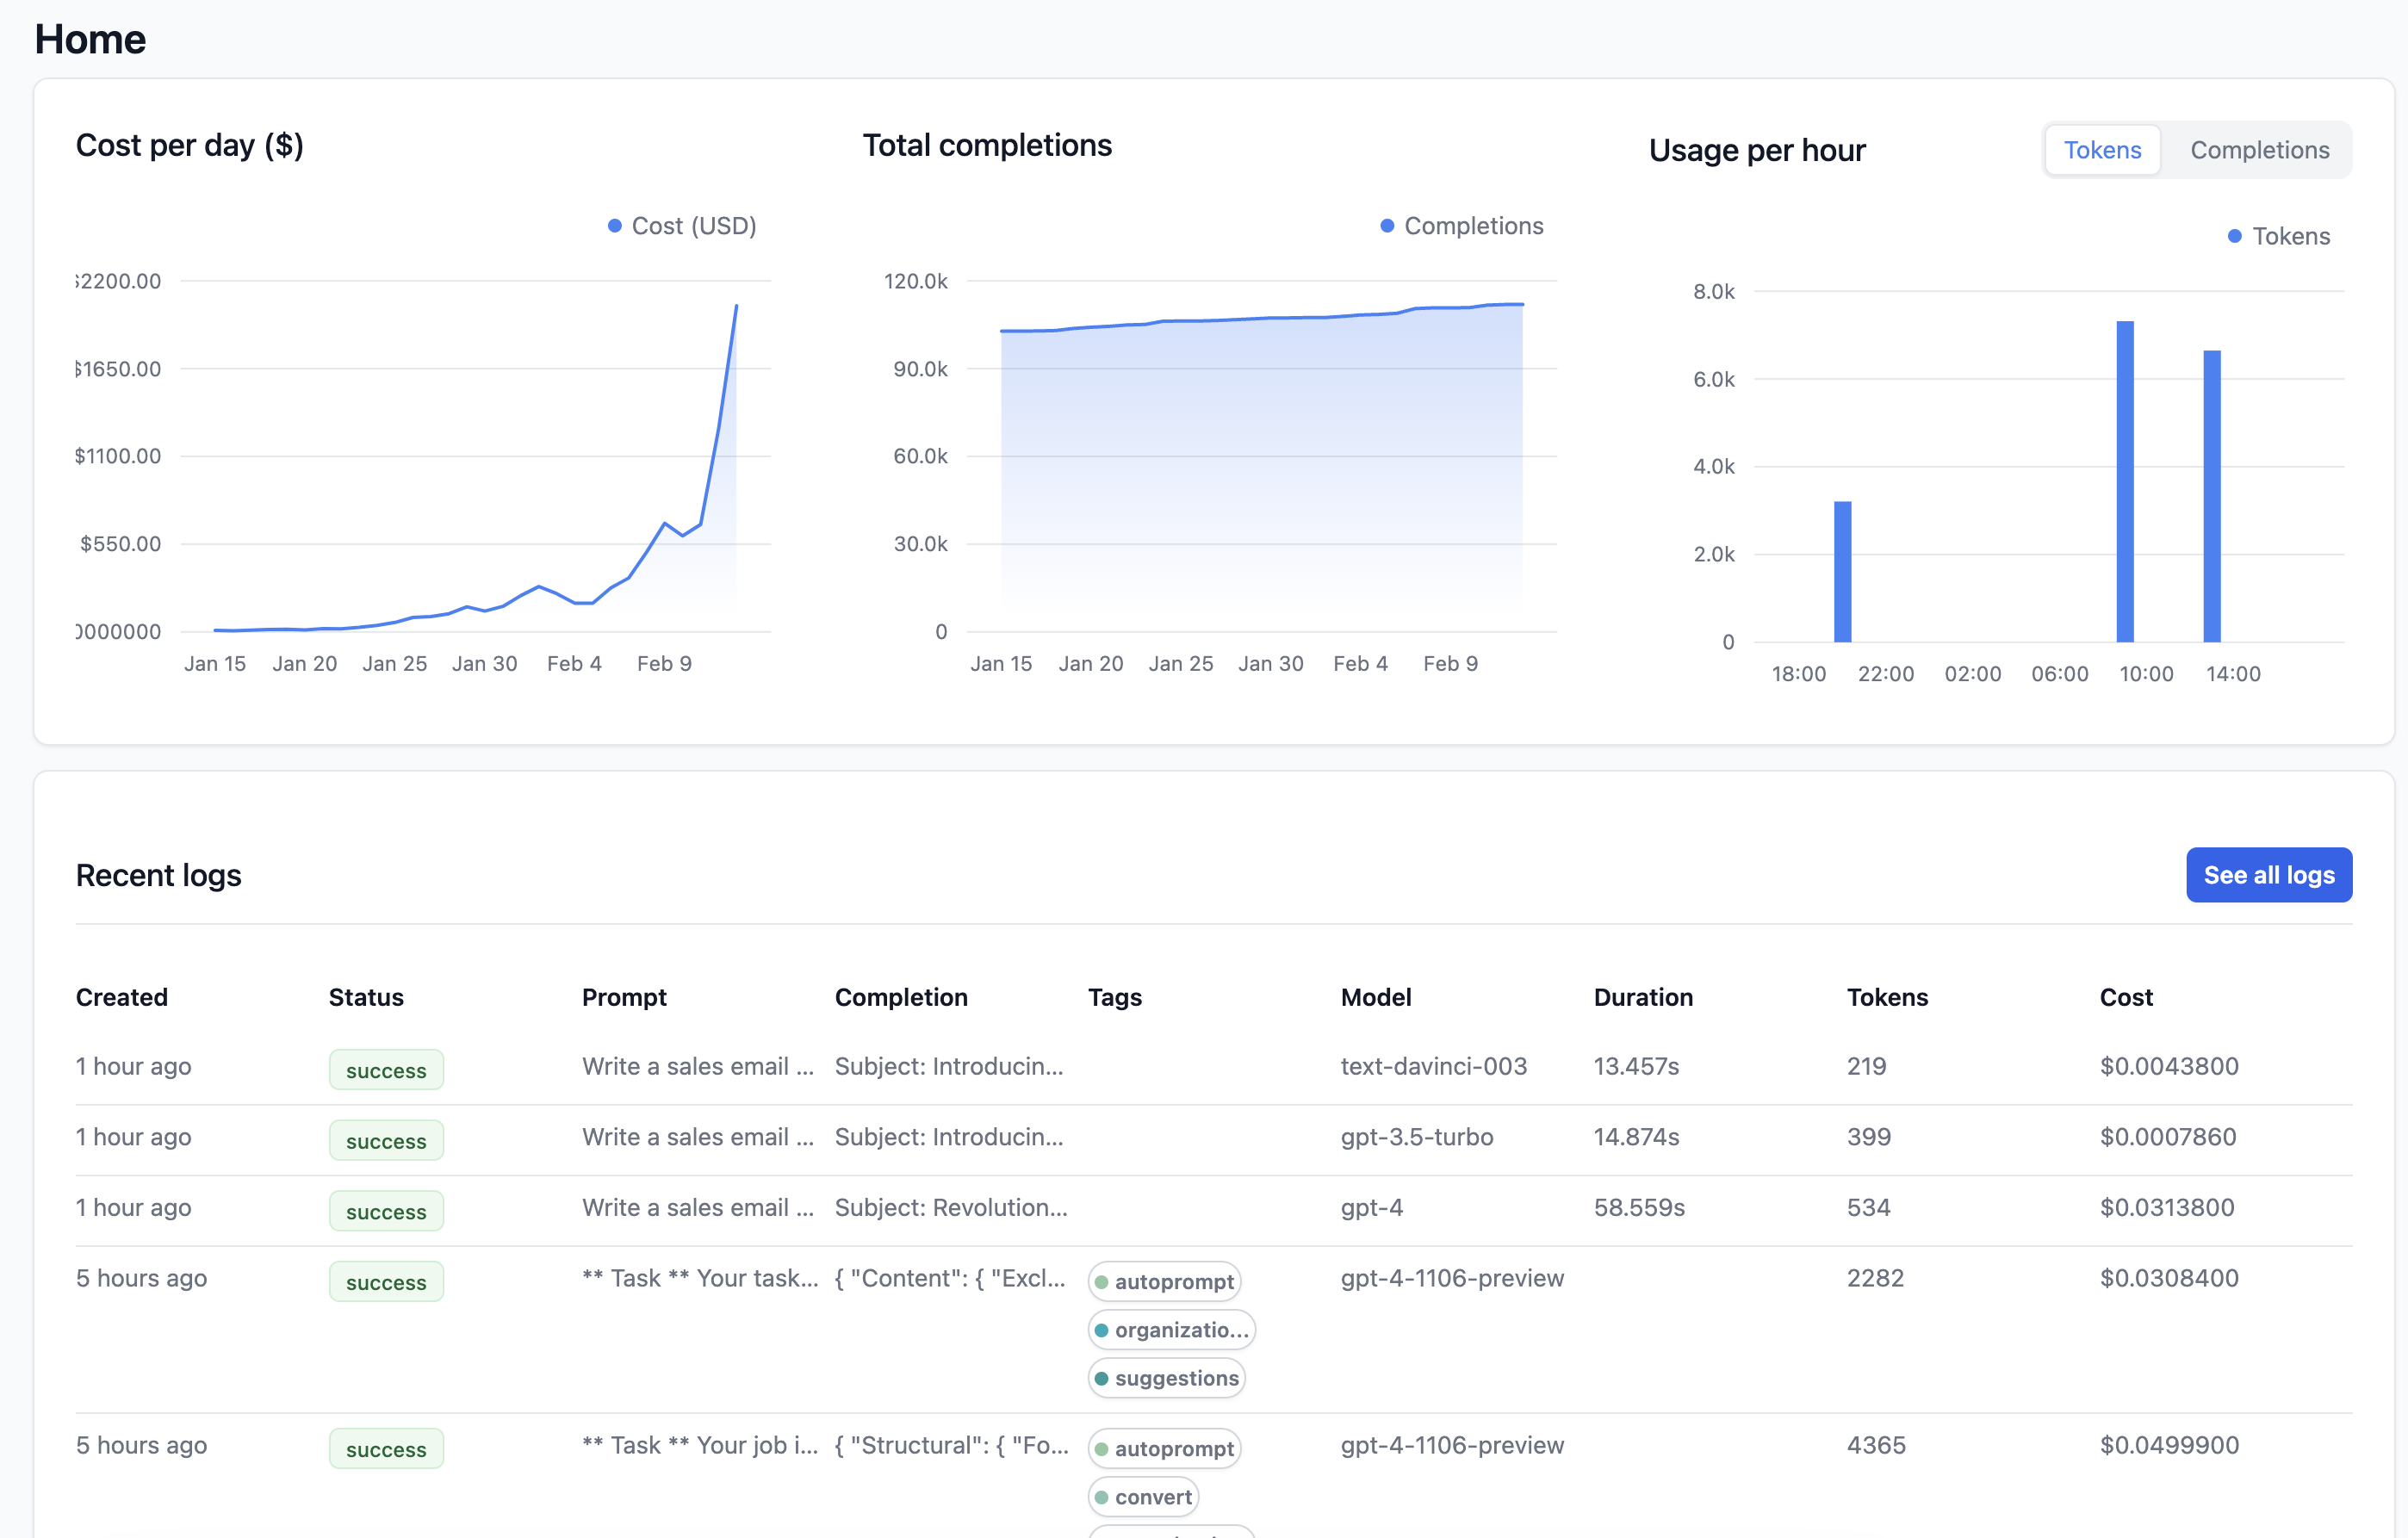 Home
Cost per day ($)
Cost (USD)
$2200.00
$1650.00
$1100.00
$550.00
0000000
Jan 15 Jan 20 Jan 25 Jan 30 Feb 4 Feb 9
Total completions
Completions
120.0k
90.0k
60.0k
30.0k
0
Jan 15 Jan 20 Jan 25 Jan 30 Feb 4 Feb 9
Usage per hour
Tokens Completions
Tokens
8.0k
6.0k
4.0k
2.0k
0
18:00 22:00 02:00 06:00 10:00 14:00
Recent logs
See all logs
Created Status Prompt Completion Tags Model Duration Tokens Cost
1 hour ago success Write a sales email ... Subject: Introducin... text-davinci-003 13.457s 219 $0.0043800
1 hour ago success Write a sales email ... Subject: Introducin... gpt-3.5-turbo 14.874s 399 $0.0007860
1 hour ago success Write a sales email ... Subject: Revolution... gpt-4 58.559s 534 $0.0313800
5 hours ago success ** Task ** Your task... { "Content": { "Excl... autoprompt gpt-4-1106-preview 2282 $0.0308400
organizatio...
suggestions
5 hours ago success ** Task ** Your job i... { "Structural": { "Fo... autoprompt gpt-4-1106-preview 4365 $0.0499900
convert